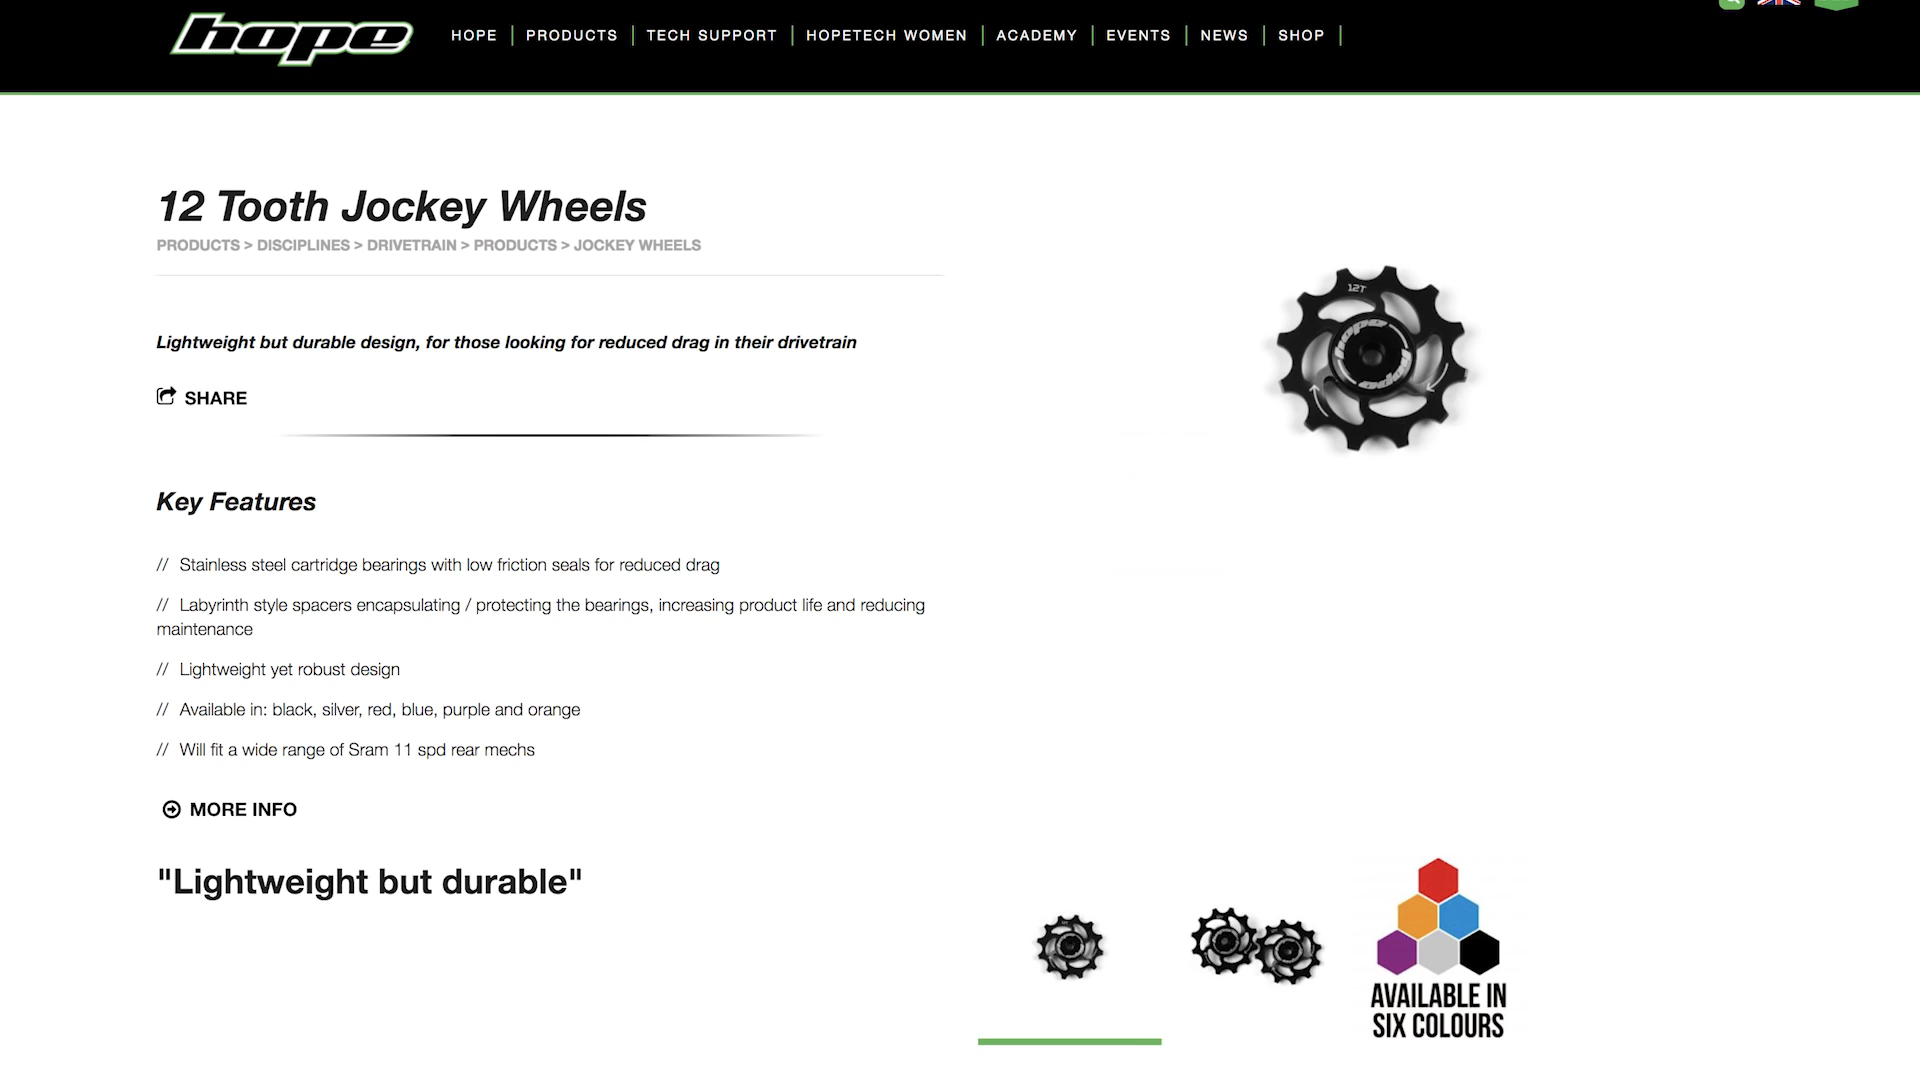 hope
HOPE
PRODUCTS
TECH SUPPORT
HOPETECH WOMEN
ACADEMY
EVENTS
NEWS
SHOP
12 Tooth Jockey Wheels
PRODUCTS > DISCIPLINES > DRIVETRAIN > PRODUCTS > JOCKEY WHEELS
Lightweight but durable design, for those looking for reduced drag in their drivetrain
SHARE
Key Features
// Stainless steel cartridge bearings with low friction seals for reduced drag
// Labyrinth style spacers encapsulating / protecting the bearings, increasing product life and reducing
maintenance
// Lightweight yet robust design
// Available in: black, silver, red, blue, purple and orange
// Will fit a wide range of Sram 11 spd rear mechs
MORE INFO
"Lightweight but durable"
12T
hope
hope
AVAILABLE IN
SIX COLOURS